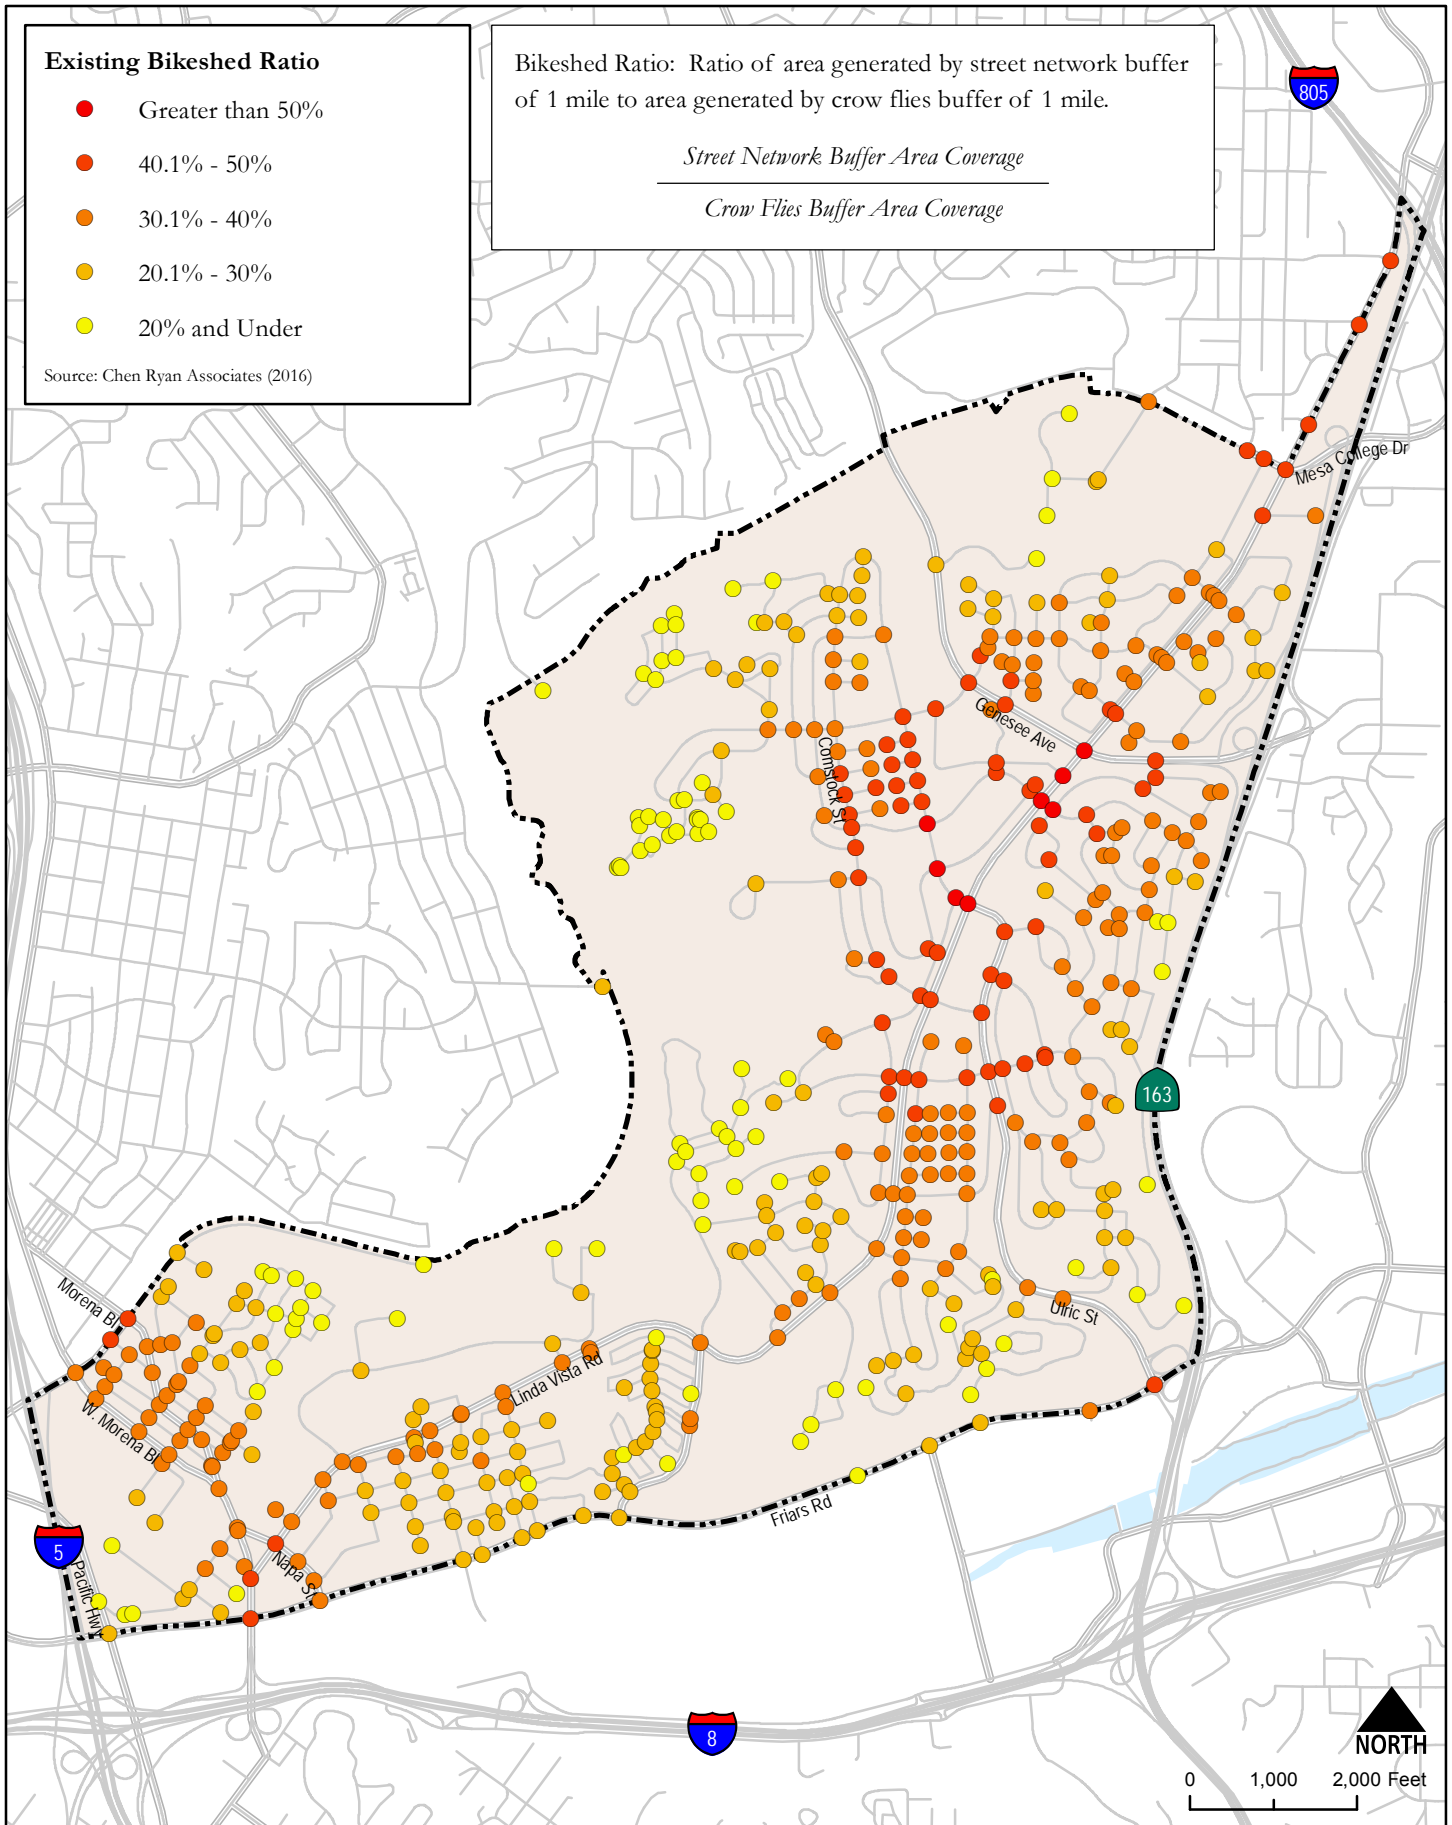 Existing Bikeshed Ratio
Greater than 50%
40.1% - 50%
30.1% - 40%
20.1% - 30%
20% and Under
Source: Chen Ryan Associates (2016)
Bikeshed Ratio: Ratio of area generated by street network buffer
of 1 mile to area generated by crow flies buffer of 1 mile.
Street Network Buffer Area Coverage
Crow Flies Buffer Area Coverage
805
Mesa College Dr
Genesee Ave
Comstock St
163
Morena Bl
Ulric St
Linda Vista Rd
W. Morena Bl
Friars Rd
5
Napa St
Pacific Hwy
8
NORTH
0 1,000 2,000 Feet